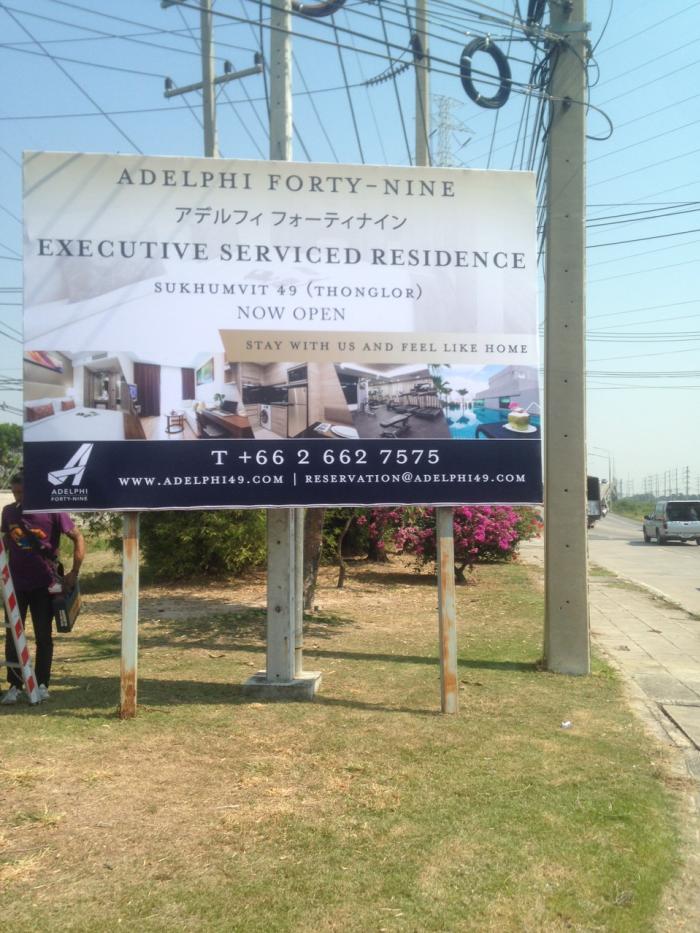 ADELPHI FORTY-NINE
アデルフィ フォーティナイン
EXECUTIVE SERVICED RESIDENCE
SUKHUMVIT 49 (THONGLOR)
NOW OPEN
STAY WITH US AND FEEL LIKE HOME
T +66 2 662 7575
WWW.ADELPHI49.COM | RESERVATION@ADELPHI49.COM
ADELPHI
FORTY-NINE